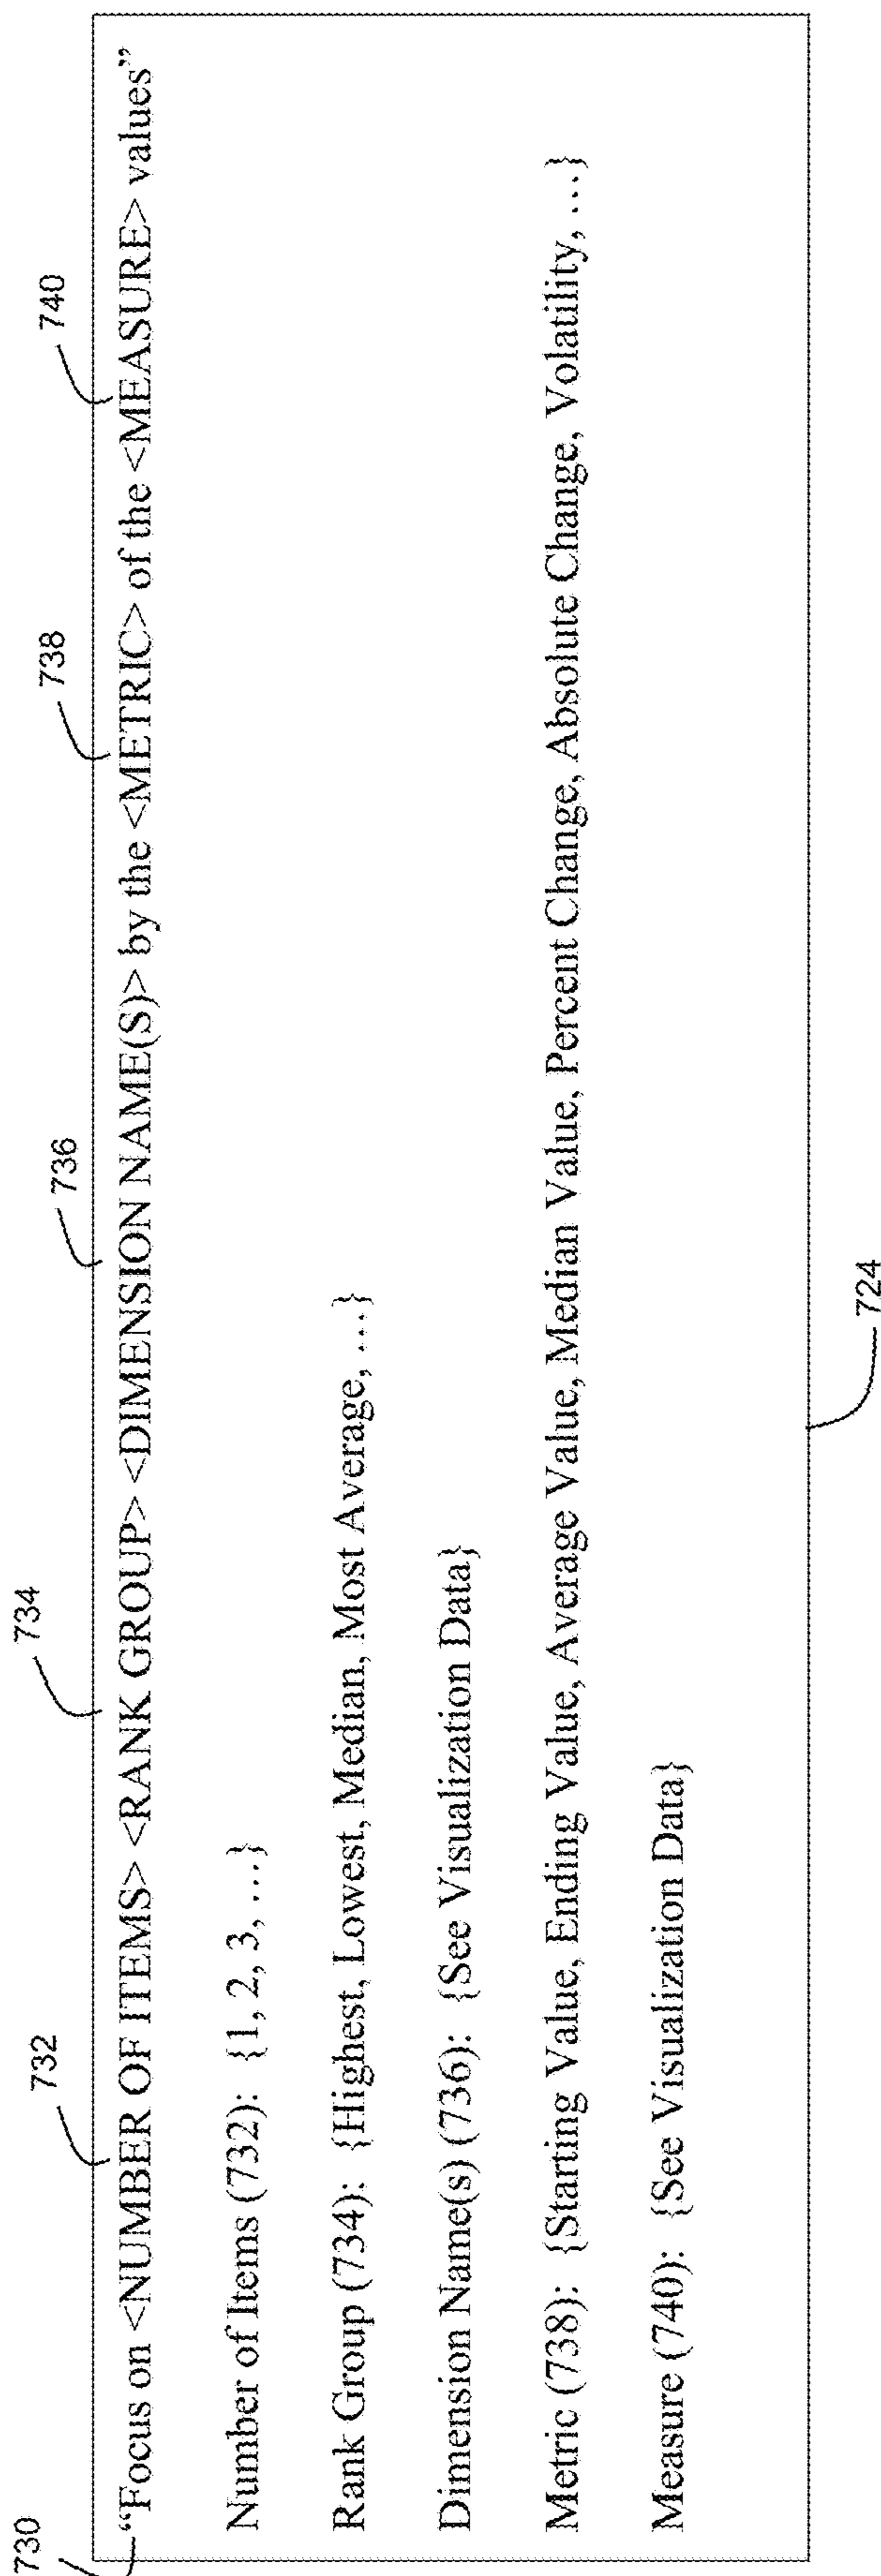 730
732
734
736
738
740
“Focus on <NUMBER OF ITEMS> <RANK GROUP> <DIMENSION NAME(S)> by the <METRIC> of the <MEASURE> values”
Number of Items (732): {1, 2, 3, …}
Rank Group (734): {Highest, Lowest, Median, Most Average, …}
Dimension Name(s) (736): {See Visualization Data}
Metric (738): {Starting Value, Ending Value, Average Value, Median Value, Percent Change, Absolute Change, Volatility, …}
Measure (740): {See Visualization Data}
724